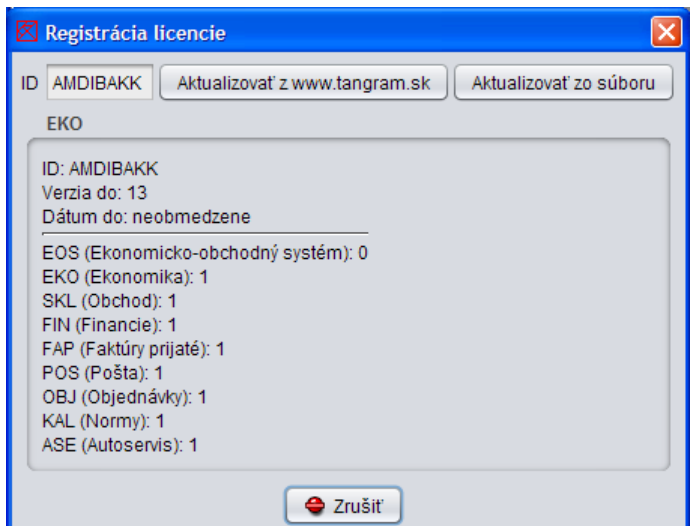 Registrácia licencie
ID AMDIBAKK Aktualizovať z www.tangram.sk Aktualizovať zo súboru
EKO
ID: AMDIBAKK
Verzia do: 13
Dátum do: neobmedzene
EOS (Ekonomicko-obchodný systém): 0
EKO (Ekonomika): 1
SKL (Obchod): 1
FIN (Financie): 1
FAP (Faktúry prijaté): 1
POS (Pošta): 1
OBJ (Objednávky): 1
KAL (Normy): 1
ASE (Autoservis): 1
Zrušiť